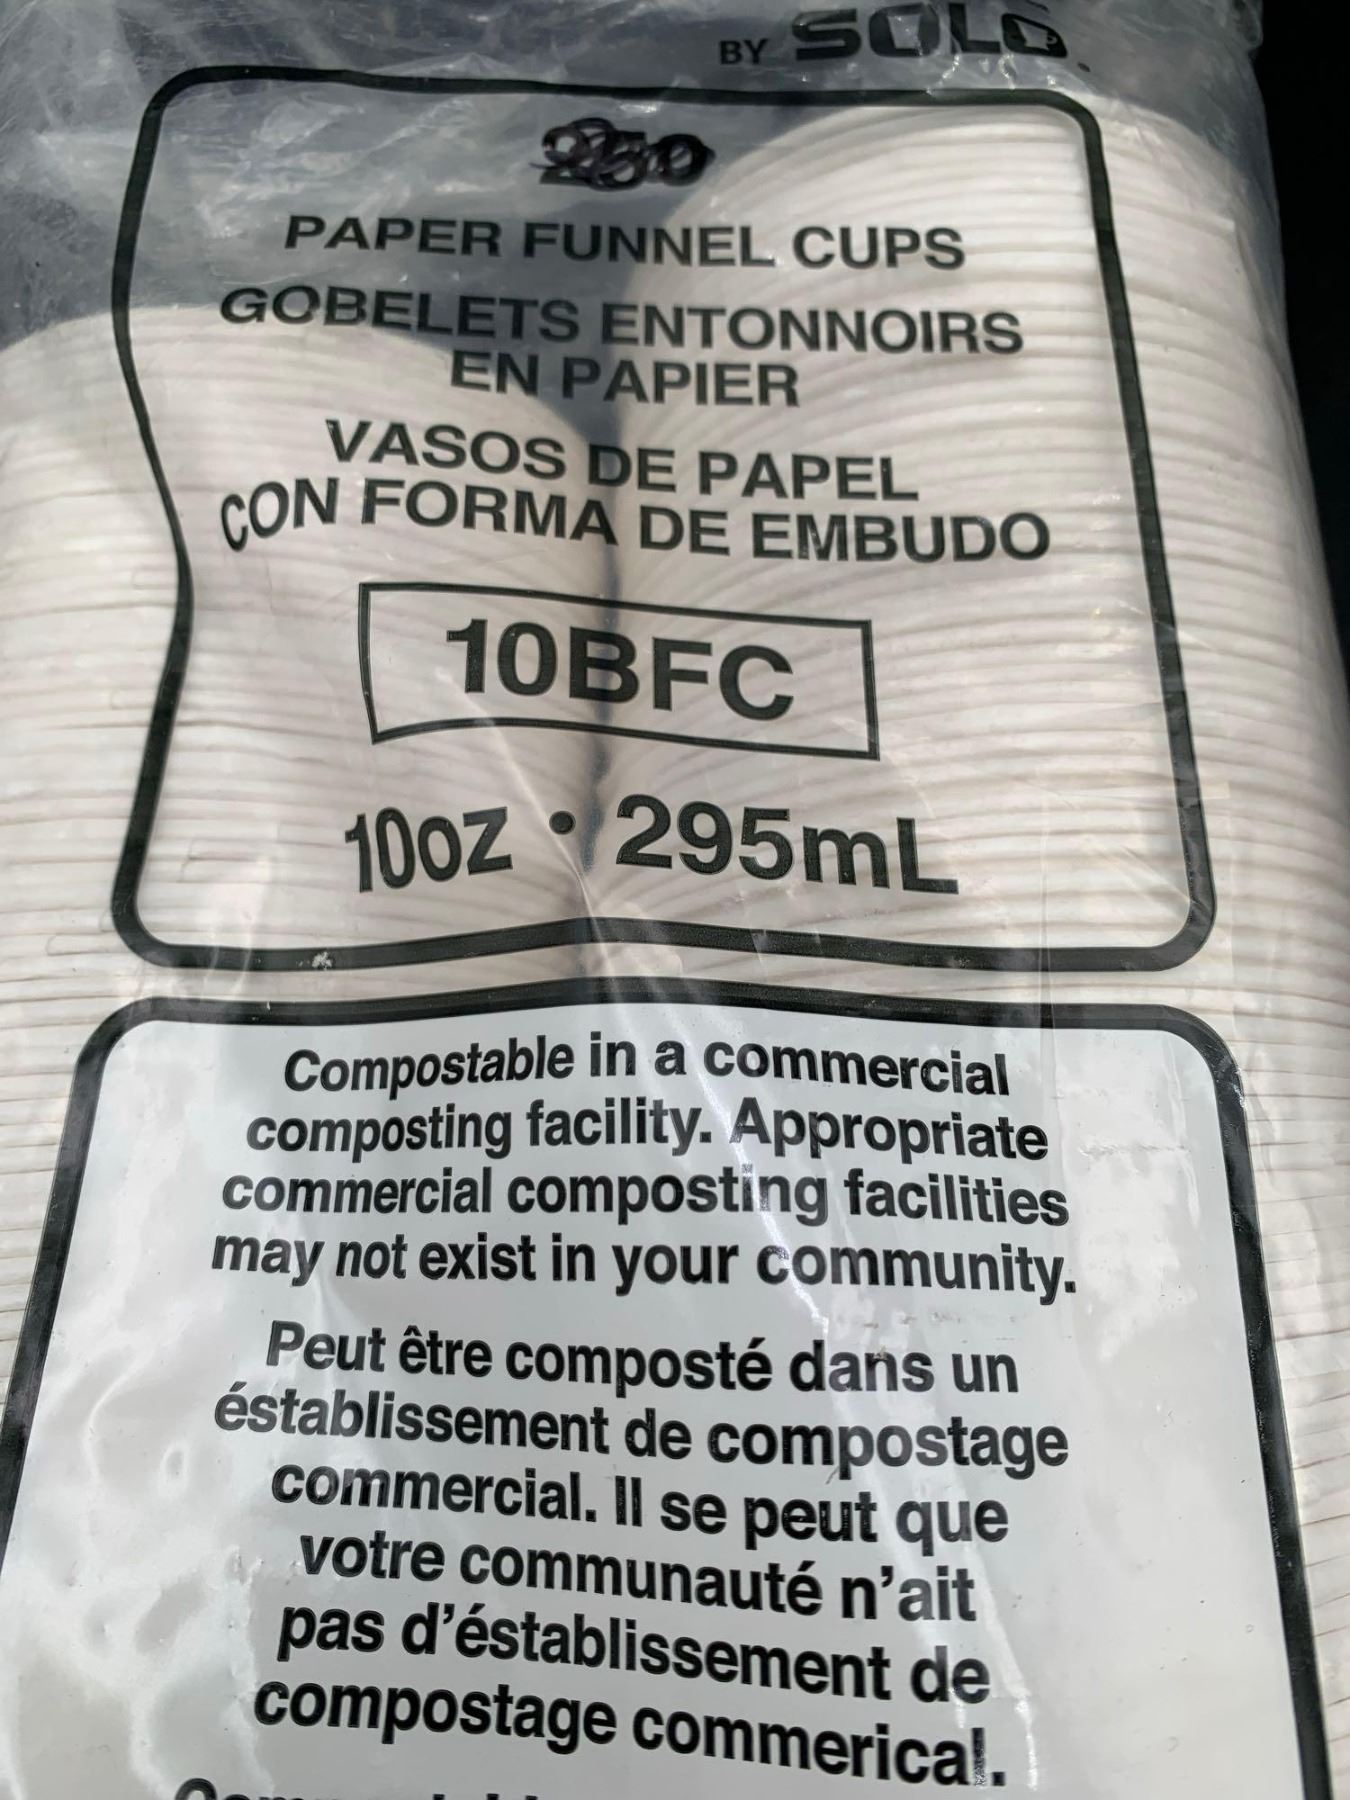 BY SOLO.
250
PAPER FUNNEL CUPS
GOBELETS ENTONNOIRS
EN PAPIER
VASOS DE PAPEL
CON FORMA DE EMBUDO
10BFC
10oz • 295mL
Compostable in a commercial
composting facility. Appropriate
commercial composting facilities
may not exist in your community.
Peut être composté dans un
éstablissement de compostage
commercial. Il se peut que
votre communauté n'ait
pas d'éstablissement de
compostage commerical.